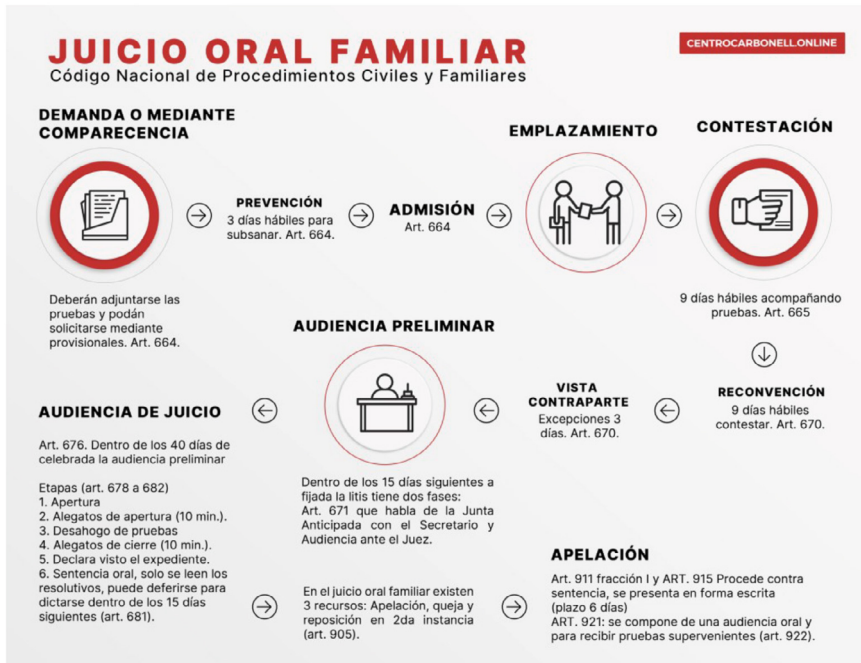 JUICIO ORAL FAMILIAR
Código Nacional de Procedimientos Civiles y Familiares
CENTROCARBONELL.ONLINE
DEMANDA O MEDIANTE
COMPARECENCIA
Deberán adjuntarse las
pruebas y podán
solicitarse mediante
provisionales. Art. 664.
PREVENCIÓN
3 días hábiles para
subsanar. Art. 664.
ADMISIÓN
Art. 664
EMPLAZAMIENTO
CONTESTACIÓN
9 días hábiles acompañando
pruebas. Art. 665
RECONVENCIÓN
9 días hábiles
contestar. Art. 670.
VISTA
CONTRAPARTE
Excepciones 3
días. Art. 670.
AUDIENCIA PRELIMINAR
Dentro de los 15 días siguientes a
fijada la litis tiene dos fases:
Art. 671 que habla de la Junta
Anticipada con el Secretario y
Audiencia ante el Juez.
AUDIENCIA DE JUICIO
Art. 676. Dentro de los 40 días de
celebrada la audiencia preliminar
Etapas (art. 678 a 682)
1. Apertura
2. Alegatos de apertura (10 min.).
3. Desahogo de pruebas
4. Alegatos de cierre (10 min.).
5. Declara visto el expediente.
6. Sentencia oral, solo se leen los
resolutivos, puede deferirse para
dictarse dentro de los 15 días
siguientes (art. 681).
En el juicio oral familiar existen
3 recursos: Apelación, queja y
reposición en 2da instancia
(art. 905).
APELACIÓN
Art. 911 fracción I y ART. 915 Procede contra
sentencia, se presenta en forma escrita
(plazo 6 días)
ART. 921: se compone de una audiencia oral y
para recibir pruebas supervenientes (art. 922).